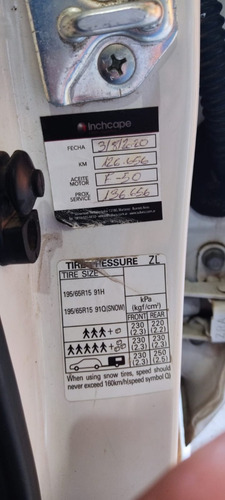 Inchcape
FECHA 3/8/2020
KM 126.656
ACEITE MOTOR F-50
PROX. SERVICE 136.656
TIRE PRESSURE ZC
TIRE SIZE
kPa
(kgf/cm²)
FRONT REAR
195/65R15 91H
195/65R15 91Q(SNOW)
230 220
(2.3) (2.2)
230 230
(2.3) (2.3)
230 250
(2.3) (2.5)
When using snow tires, speed should
never exceed 160km/h(speed symbol Q)